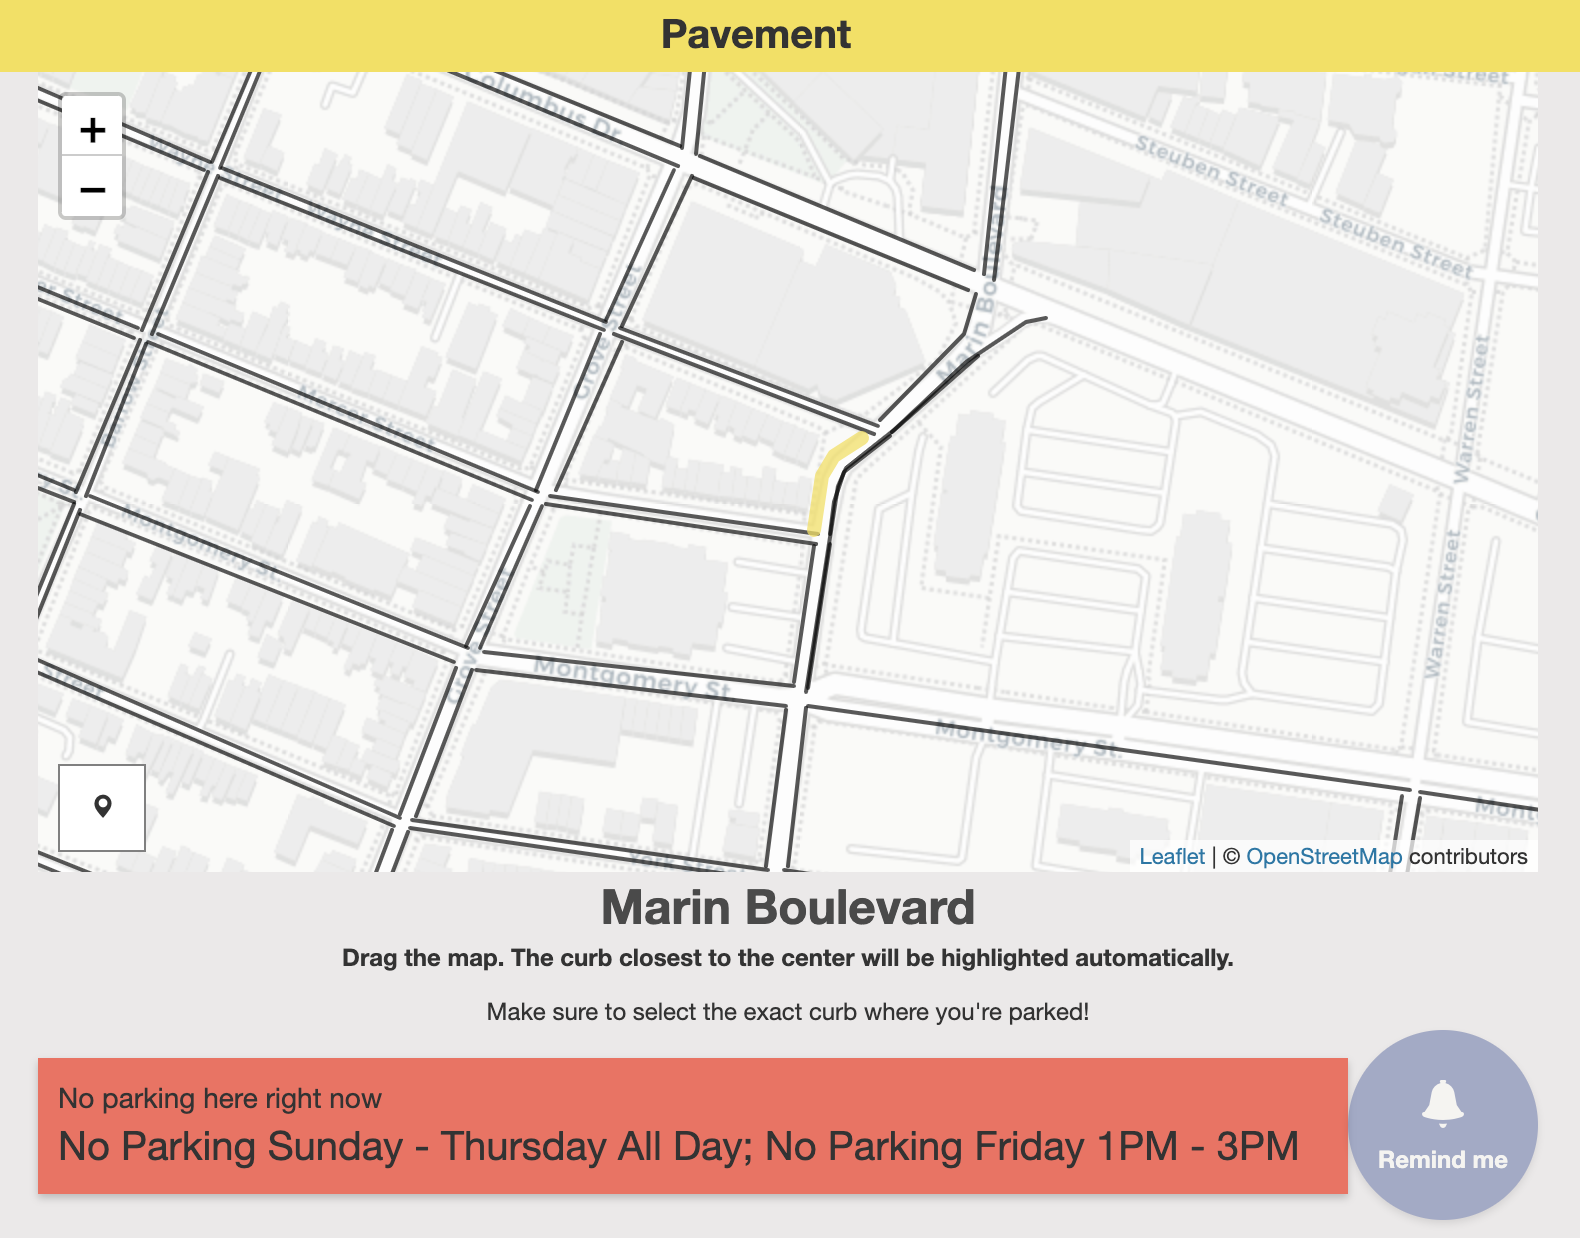 Pavement
+
−
Columbus Dr
Steuben Street
Steuben Street
Grove Street
Marin Bo
Warren Street
Mercer Street
Montgomery St
Warren Street
Grove Street
Montgomery St
Montgomery St
York Street
Leaflet | © OpenStreetMap contributors
Marin Boulevard
Drag the map. The curb closest to the center will be highlighted automatically.
Make sure to select the exact curb where you're parked!
No parking here right now
No Parking Sunday - Thursday All Day; No Parking Friday 1PM - 3PM
Remind me